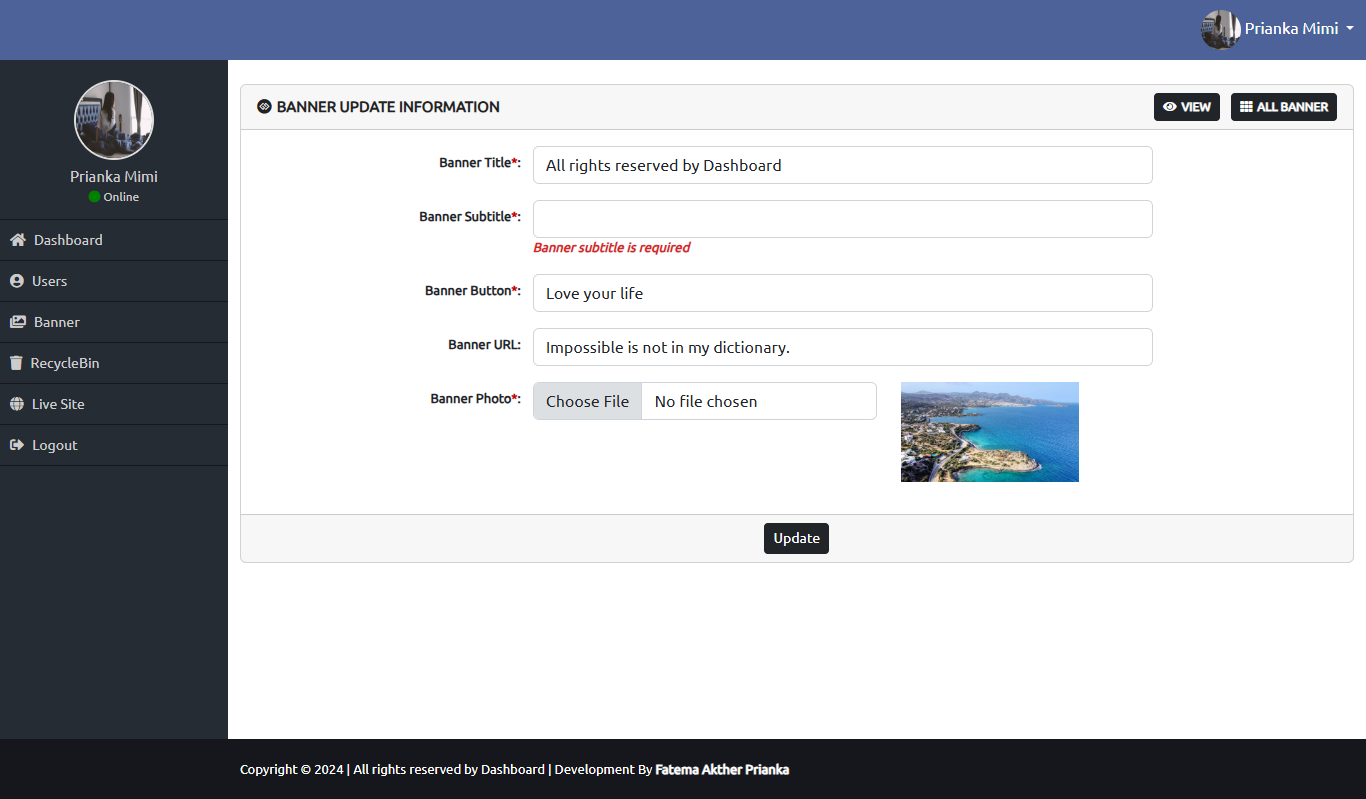 Prianka Mimi
Prianka Mimi
Online
Dashboard
Users
Banner
RecycleBin
Live Site
Logout
BANNER UPDATE INFORMATION
VIEW
ALL BANNER
Banner Title*:
All rights reserved by Dashboard
Banner Subtitle*:
Banner subtitle is required
Banner Button*:
Love your life
Banner URL:
Impossible is not in my dictionary.
Banner Photo*:
Choose File
No file chosen
Update
Copyright © 2024 | All rights reserved by Dashboard | Development By Fatema Akther Prianka